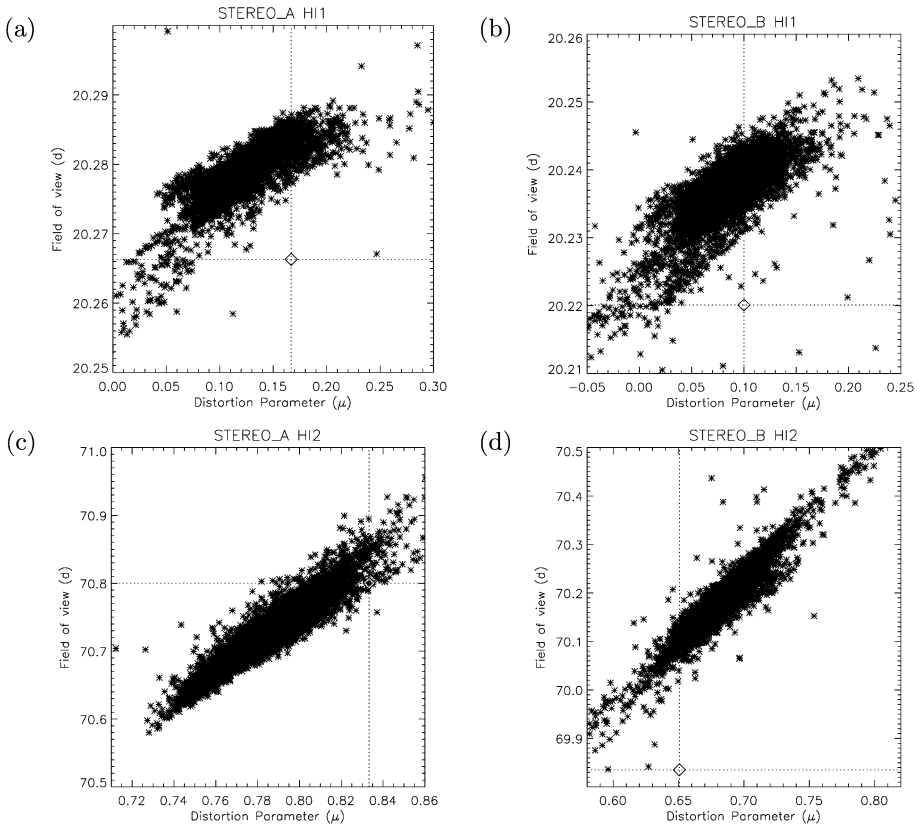 (a)
STEREO_A HI1
Field of view (d)
20.29
20.28
20.27
20.26
20.25
0.00 0.05 0.10 0.15 0.20 0.25 0.30
Distortion Parameter (μ)
(b)
STEREO_B HI1
Field of view (d)
20.26
20.25
20.24
20.23
20.22
20.21
−0.05 0.00 0.05 0.10 0.15 0.20 0.25
Distortion Parameter (μ)
(c)
STEREO_A HI2
Field of view (d)
71.0
70.9
70.8
70.7
70.6
70.5
0.72 0.74 0.76 0.78 0.80 0.82 0.84 0.86
Distortion Parameter (μ)
(d)
STEREO_B HI2
Field of view (d)
70.5
70.4
70.3
70.2
70.1
70.0
69.9
0.60 0.65 0.70 0.75 0.80
Distortion Parameter (μ)